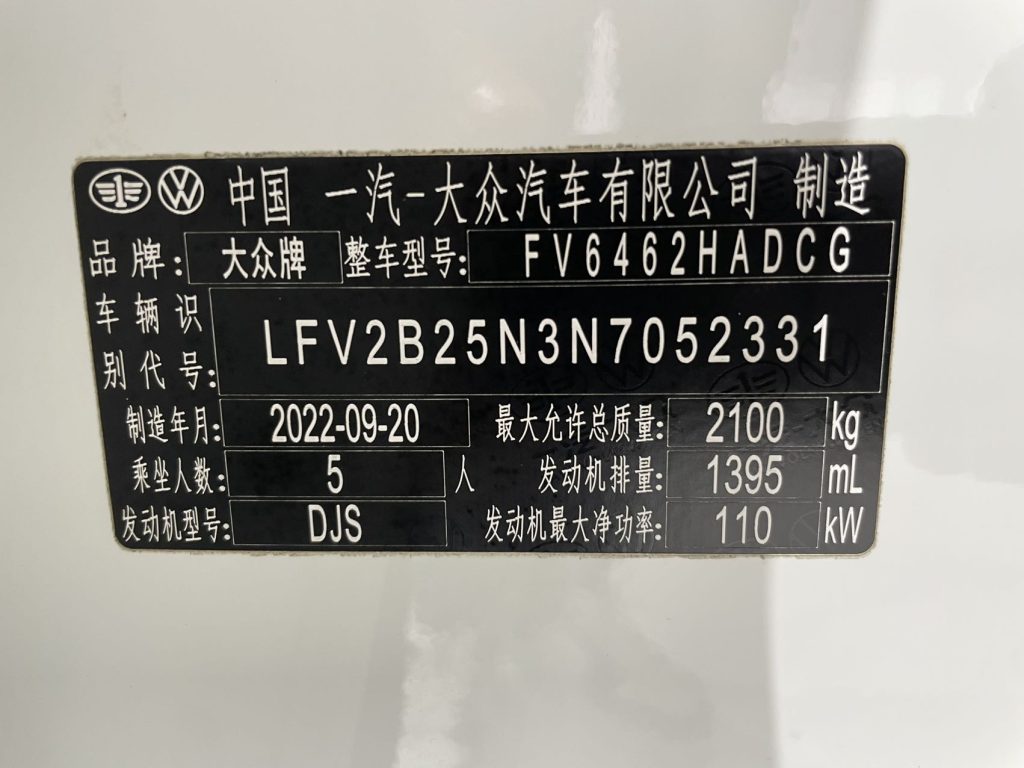 中国 一汽-大众汽车有限公司 制造
品牌: 大众牌 整车型号: FV6462HADCG
车辆识别代号: LFV2B25N3N7052331
制造年月: 2022-09-20 最大允许总质量: 2100 kg
乘坐人数: 5 人 发动机排量: 1395 mL
发动机型号: DJS 发动机最大净功率: 110 kW